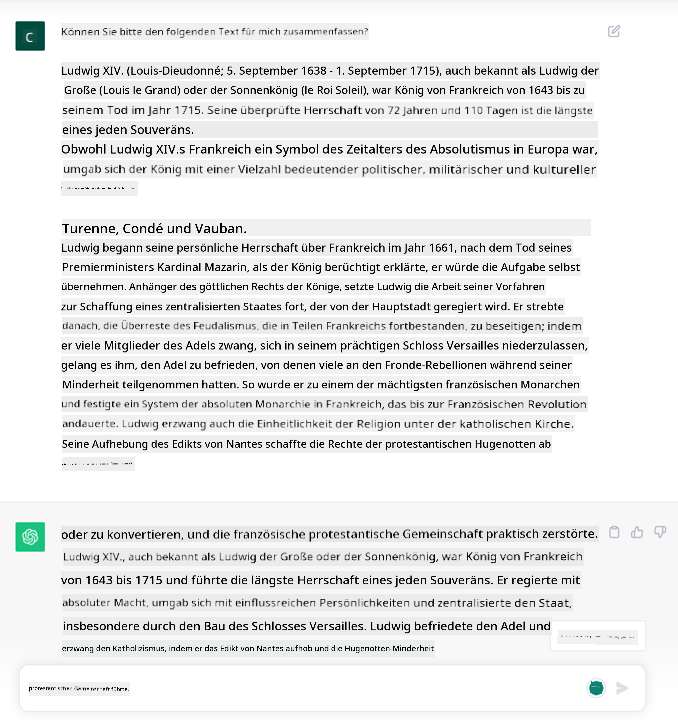 C
Können Sie bitte den folgenden Text für mich zusammenfassen?
Ludwig XIV. (Louis-Dieudonné; 5. September 1638 - 1. September 1715), auch bekannt als Ludwig der
Große (Louis le Grand) oder der Sonnenkönig (le Roi Soleil), war König von Frankreich von 1643 bis zu
seinem Tod im Jahr 1715. Seine überprüfte Herrschaft von 72 Jahren und 110 Tagen ist die längste
eines jeden Souveräns.
Obwohl Ludwig XIV.s Frankreich ein Symbol des Zeitalters des Absolutismus in Europa war,
umgab sich der König mit einer Vielzahl bedeutender politischer, militärischer und kultureller
Turenne, Condé und Vauban.
Ludwig begann seine persönliche Herrschaft über Frankreich im Jahr 1661, nach dem Tod seines
Premierministers Kardinal Mazarin, als der König berüchtigt erklärte, er würde die Aufgabe selbst
übernehmen. Anhänger des göttlichen Rechts der Könige, setzte Ludwig die Arbeit seiner Vorfahren
zur Schaffung eines zentralisierten Staates fort, der von der Hauptstadt geregiert wird. Er strebte
danach, die Überreste des Feudalismus, die in Teilen Frankreichs fortbestanden, zu beseitigen; indem
er viele Mitglieder des Adels zwang, sich in seinem prächtigen Schloss Versailles niederzulassen,
gelang es ihm, den Adel zu befrieden, von denen viele an den Fronde-Rebellionen während seiner
Minderheit teilgenommen hatten. So wurde er zu einem der mächtigsten französischen Monarchen
und festigte ein System der absoluten Monarchie in Frankreich, das bis zur Französischen Revolution
andauerte. Ludwig erzwang auch die Einheitlichkeit der Religion unter der katholischen Kirche.
Seine Aufhebung des Edikts von Nantes schaffte die Rechte der protestantischen Hugenotten ab
oder zu konvertieren, und die französische protestantische Gemeinschaft praktisch zerstörte.
Ludwig XIV., auch bekannt als Ludwig der Große oder der Sonnenkönig, war König von Frankreich
von 1643 bis 1715 und führte die längste Herrschaft eines jeden Souveräns. Er regierte mit
absoluter Macht, umgab sich mit einflussreichen Persönlichkeiten und zentralisierte den Staat,
insbesondere durch den Bau des Schlosses Versailles. Ludwig befriedete den Adel und
erzwang den Katholizismus, indem er das Edikt von Nantes aufhob und die Hugenotten-Minderheit
protestantischen Gemeinschaft führte.